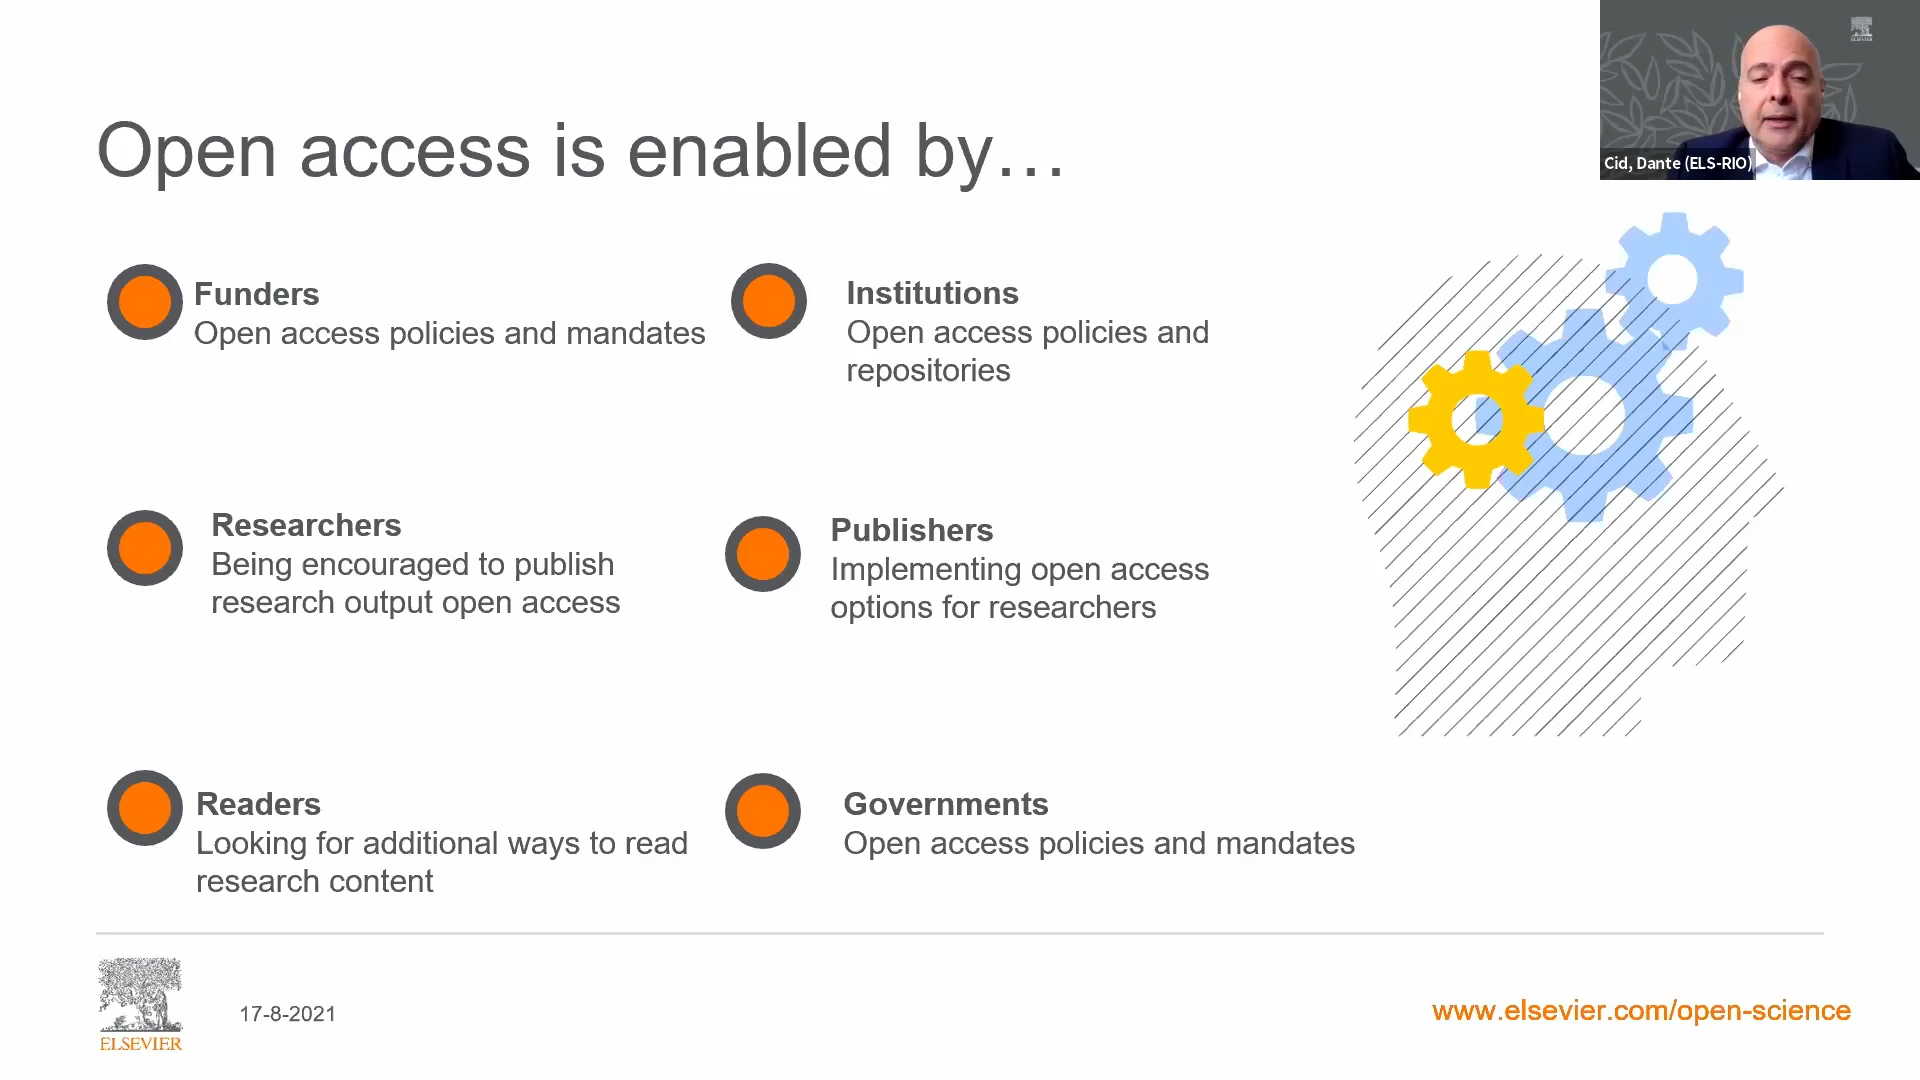 Open access is enabled by…
ELSEVIER
Cid, Dante (ELS-RIO)
Funders
Open access policies and mandates
Institutions
Open access policies and
repositories
Researchers
Being encouraged to publish
research output open access
Publishers
Implementing open access
options for researchers
Readers
Looking for additional ways to read
research content
Governments
Open access policies and mandates
ELSEVIER
17-8-2021
www.elsevier.com/open-science